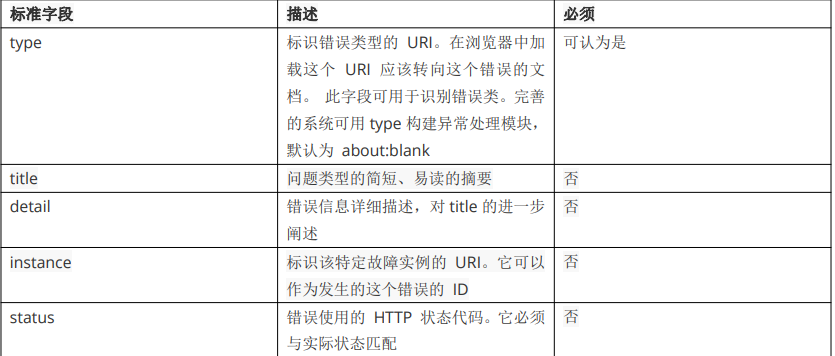 标准字段 描述 必须
type 标识错误类型的 URI。在浏览器中加 可认为是
载这个 URI 应该转向这个错误的文
档。 此字段可用于识别错误类。完善
的系统可用 type 构建异常处理模块，
默认为 about:blank
title 问题类型的简短、易读的摘要 否
detail 错误信息详细描述，对 title 的进一步 否
阐述
instance 标识该特定故障实例的 URI。它可以 否
作为发生的这个错误的 ID
status 错误使用的 HTTP 状态代码。它必须 否
与实际状态匹配